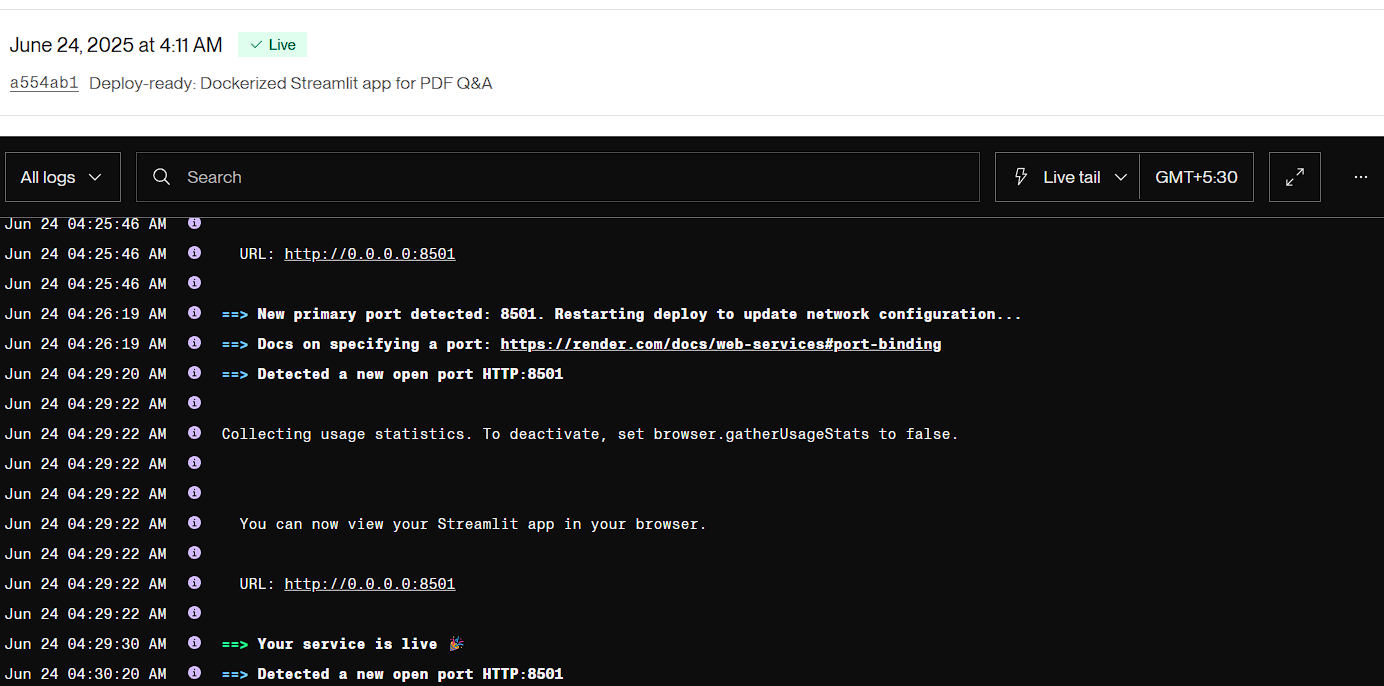 June 24, 2025 at 4:11 AM Live
a554ab1 Deploy-ready: Dockerized Streamlit app for PDF Q&A
All logs Search Live tail GMT+5:30 ...
Jun 24 04:25:46 AM
Jun 24 04:25:46 AM URL: http://0.0.0.0:8501
Jun 24 04:25:46 AM
Jun 24 04:26:19 AM ==> New primary port detected: 8501. Restarting deploy to update network configuration...
Jun 24 04:26:19 AM ==> Docs on specifying a port: https://render.com/docs/web-services#port-binding
Jun 24 04:29:20 AM ==> Detected a new open port HTTP:8501
Jun 24 04:29:22 AM
Jun 24 04:29:22 AM Collecting usage statistics. To deactivate, set browser.gatherUsageStats to false.
Jun 24 04:29:22 AM
Jun 24 04:29:22 AM
Jun 24 04:29:22 AM You can now view your Streamlit app in your browser.
Jun 24 04:29:22 AM
Jun 24 04:29:22 AM URL: http://0.0.0.0:8501
Jun 24 04:29:22 AM
Jun 24 04:29:30 AM ==> Your service is live 🎉
Jun 24 04:30:20 AM ==> Detected a new open port HTTP:8501